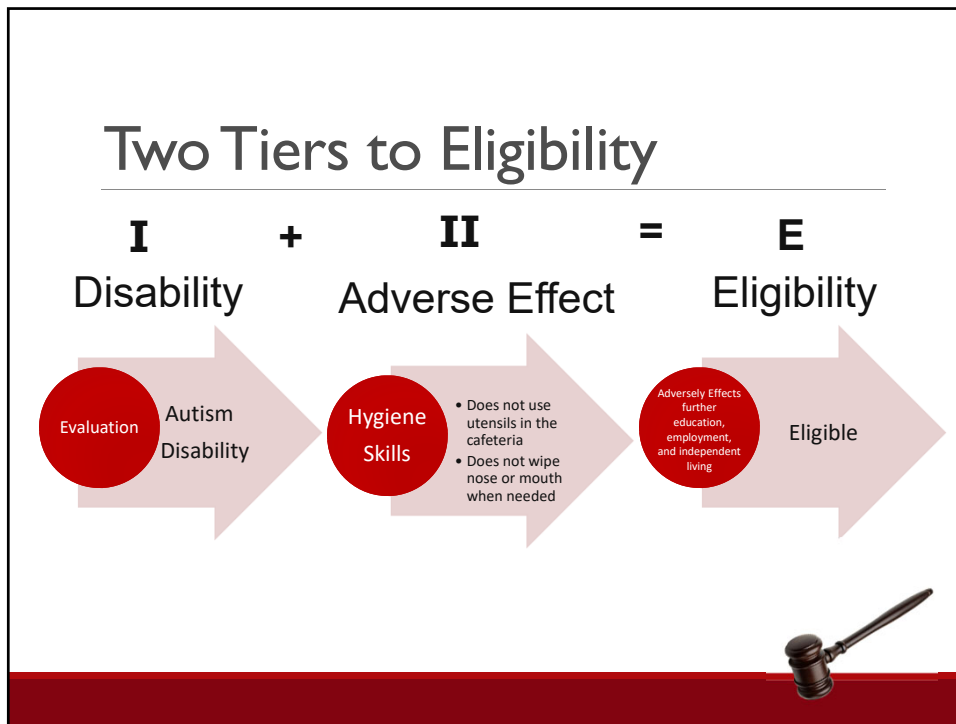 Two Tiers to Eligibility
I + II = E
Disability Adverse Effect Eligibility
Evaluation
Autism
Disability
Hygiene
Skills
• Does not use
utensils in the
cafeteria
• Does not wipe
nose or mouth
when needed
Adversely Effects
further
education,
employment,
and independent
living
Eligible